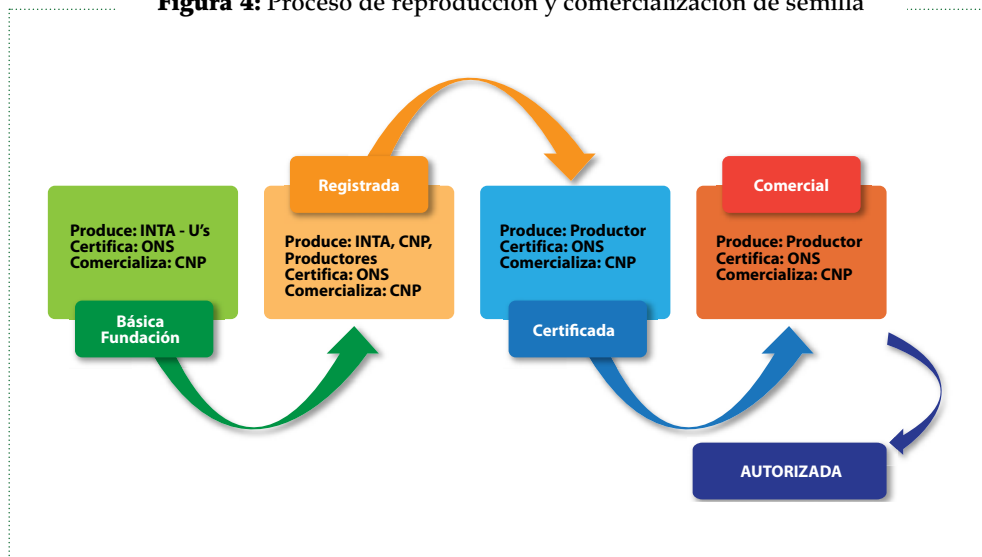 Figura 4: Proceso de reproducción y comercialización de semilla
Produce: INTA - U's
Certifica: ONS
Comercializa: CNP
Básica
Fundación
Registrada
Produce: INTA, CNP,
Productores
Certifica: ONS
Comercializa: CNP
Produce: Productor
Certifica: ONS
Comercializa: CNP
Certificada
Comercial
Produce: Productor
Certifica: ONS
Comercializa: CNP
AUTORIZADA